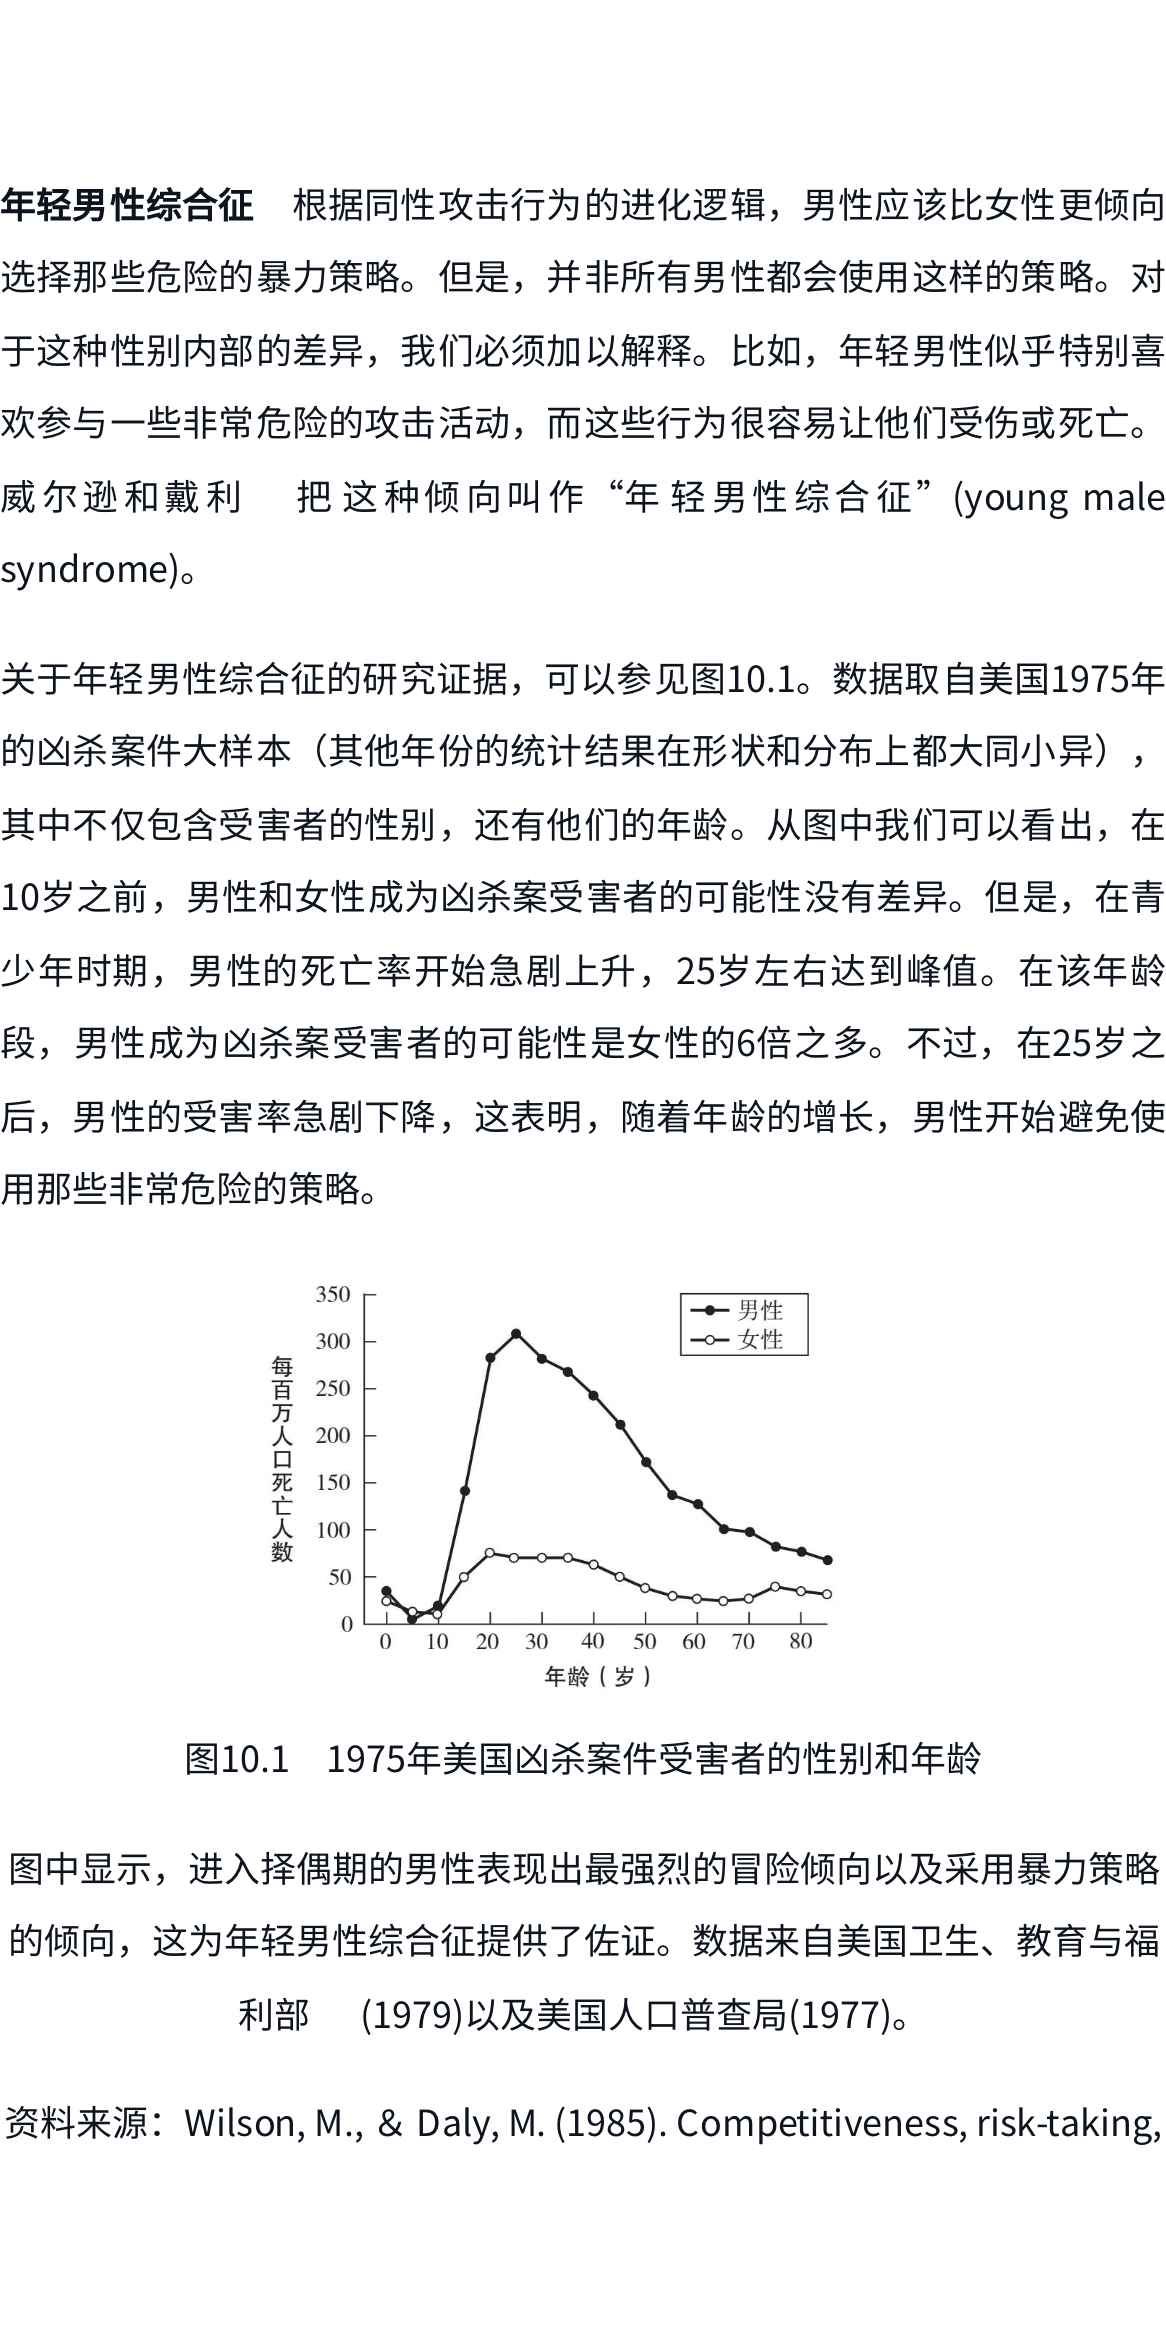 年轻男性综合征 根据同性攻击行为的进化逻辑，男性应该比女性更倾向
选择那些危险的暴力策略。但是，并非所有男性都会使用这样的策略。对
于这种性别内部的差异，我们必须加以解释。比如，年轻男性似乎特别喜
欢参与一些非常危险的攻击活动，而这些行为很容易让他们受伤或死亡。
威尔逊和戴利 把这种倾向叫作“年轻男性综合征”(young male
syndrome)。
关于年轻男性综合征的研究证据，可以参见图10.1。数据取自美国1975年
的凶杀案件大样本（其他年份的统计结果在形状和分布上都大同小异），
其中不仅包含受害者的性别，还有他们的年龄。从图中我们可以看出，在
10岁之前，男性和女性成为凶杀案受害者的可能性没有差异。但是，在青
少年时期，男性的死亡率开始急剧上升，25岁左右达到峰值。在该年龄
段，男性成为凶杀案受害者的可能性是女性的6倍之多。不过，在25岁之
后，男性的受害率急剧下降，这表明，随着年龄的增长，男性开始避免使
用那些非常危险的策略。
每百万人口死亡人数
350
300
250
200
150
100
50
0
男性
女性
0 10 20 30 40 50 60 70 80
年龄（岁）
图10.1 1975年美国凶杀案件受害者的性别和年龄
图中显示，进入择偶期的男性表现出最强烈的冒险倾向以及采用暴力策略
的倾向，这为年轻男性综合征提供了佐证。数据来自美国卫生、教育与福
利部 (1979)以及美国人口普查局(1977)。
资料来源：Wilson, M., & Daly, M. (1985). Competitiveness, risk-taking,